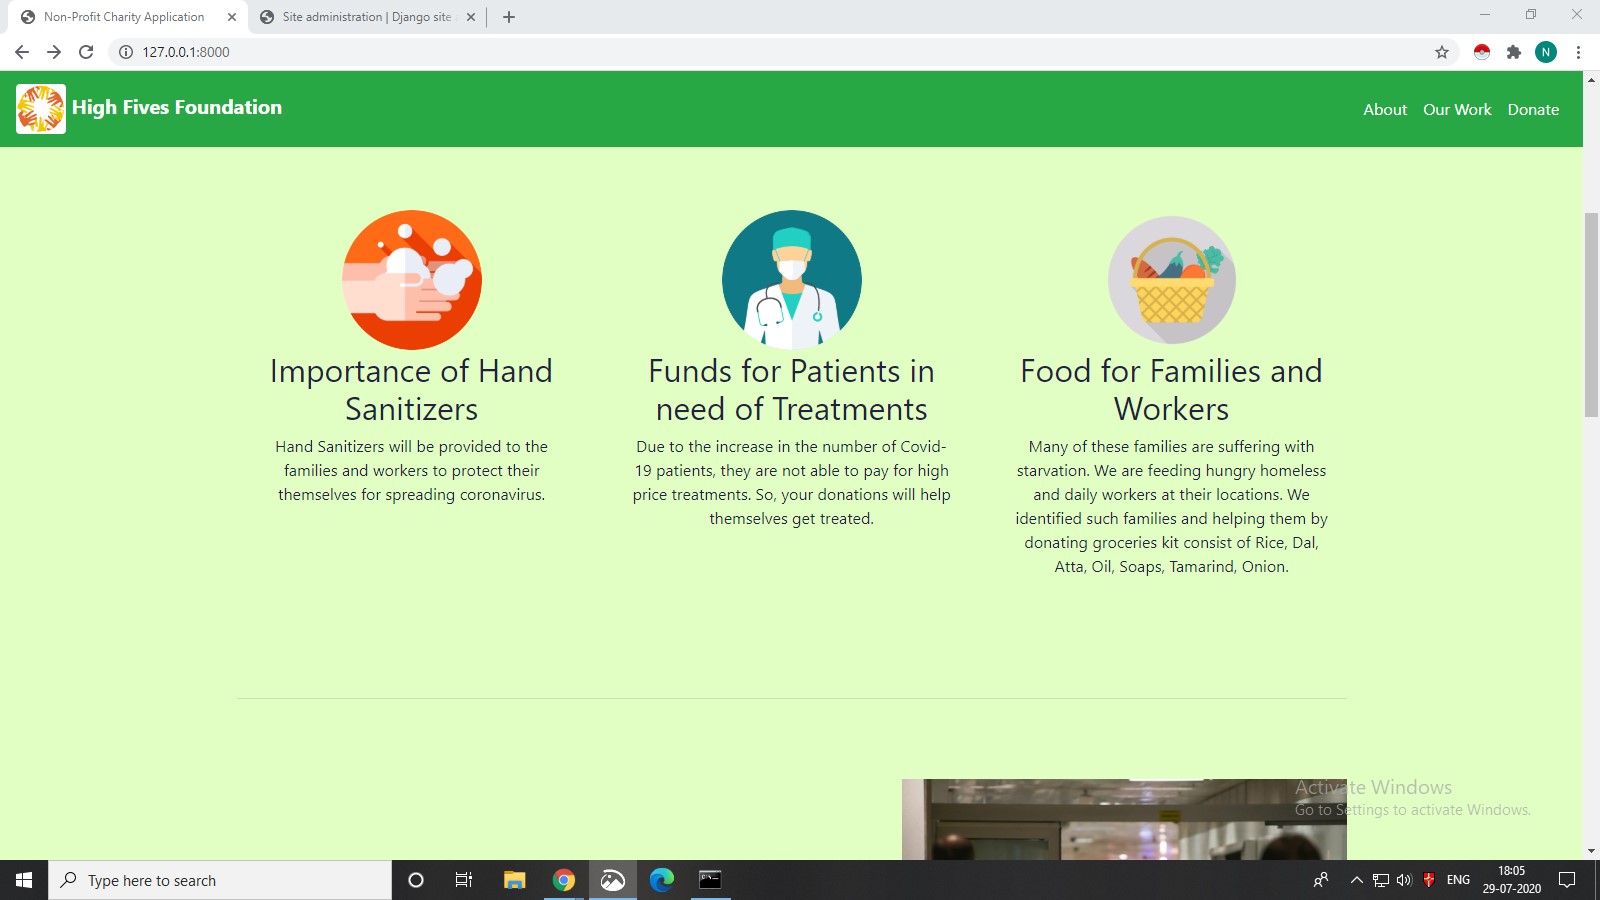 Non-Profit Charity Application
Site administration | Django site
127.0.0.1:8000
N
High Fives Foundation
About Our Work Donate
Importance of Hand
Sanitizers
Hand Sanitizers will be provided to the
families and workers to protect their
themselves for spreading coronavirus.
Funds for Patients in
need of Treatments
Due to the increase in the number of Covid-
19 patients, they are not able to pay for high
price treatments. So, your donations will help
themselves get treated.
Food for Families and
Workers
Many of these families are suffering with
starvation. We are feeding hungry homeless
and daily workers at their locations. We
identified such families and helping them by
donating groceries kit consist of Rice, Dal,
Atta, Oil, Soaps, Tamarind, Onion.
Activate Windows
Go to Settings to activate Windows.
Type here to search
ENG
18:05
29-07-2020